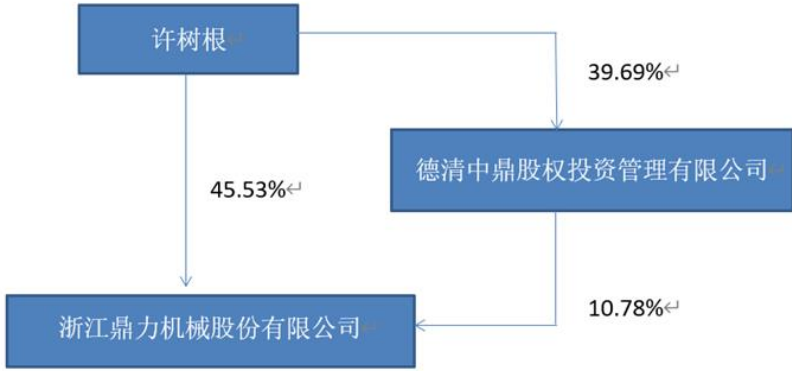 许树根
39.69%
德清中鼎股权投资管理有限公司
45.53%
10.78%
浙江鼎力机械股份有限公司